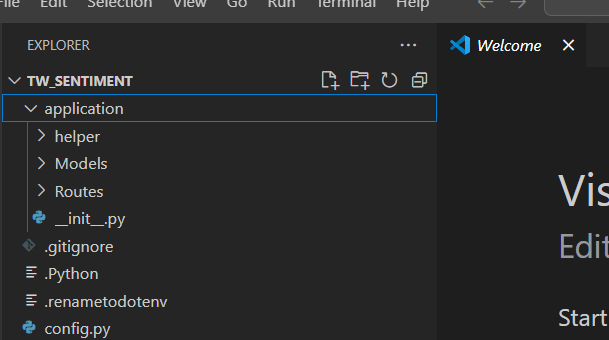 File Edit Selection View Go Run Terminal Help
EXPLORER
Welcome
TW_SENTIMENT
application
helper
Models
Routes
__init__.py
.gitignore
.Python
.renametodotenv
config.py
Vis
Edit
Start